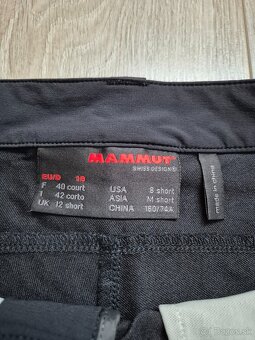 MAMMUT
SWISS DESIGNED
EU/D 18
F 40 court
I 42 corto
UK 12 short
USA 8 short
ASIA M short
CHINA 160/74A
made in china